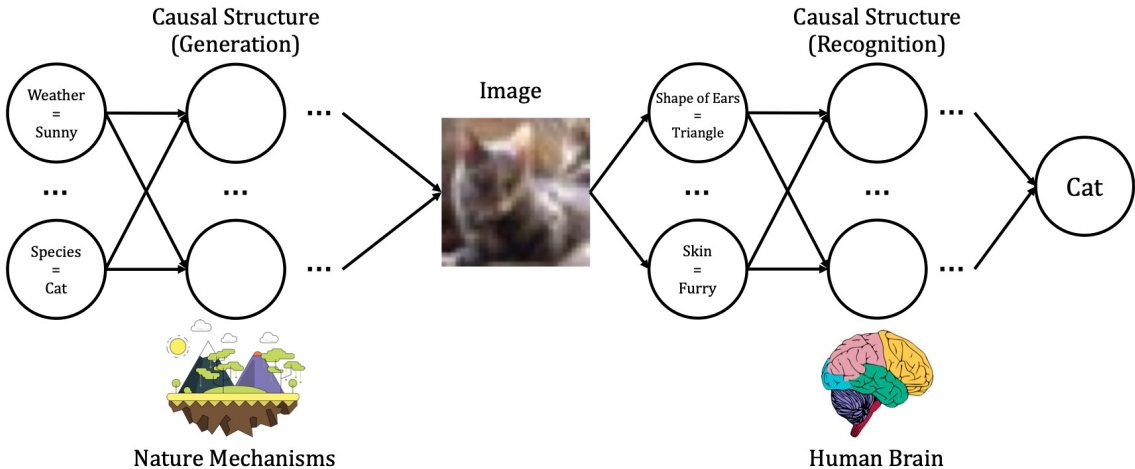 Causal Structure
(Generation)
Weather
=
Sunny
...
Species
=
Cat
...
...
...
Nature Mechanisms
Image
Causal Structure
(Recognition)
Shape of Ears
=
Triangle
...
Skin
=
Furry
...
...
...
Human Brain
Cat